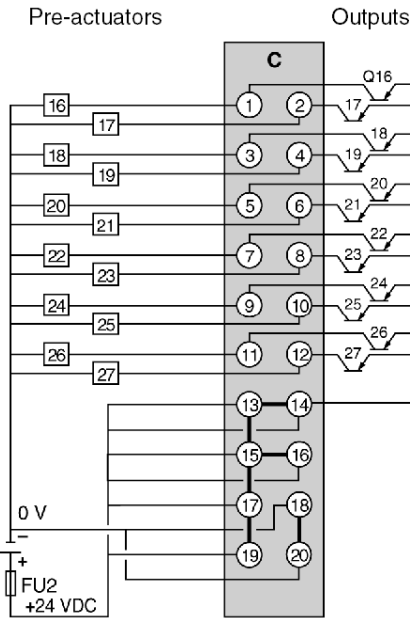 Pre-actuators Outputs
C
Q16
16 1 2 17
17
18
18 3 4 19
19
20
20 5 6 21
21
22
22 7 8 23
23
24
24 9 10 25
25
26
26 11 12 27
27
13 14
15 16
17 18
0 V
−
19 20
+
FU2
+24 VDC